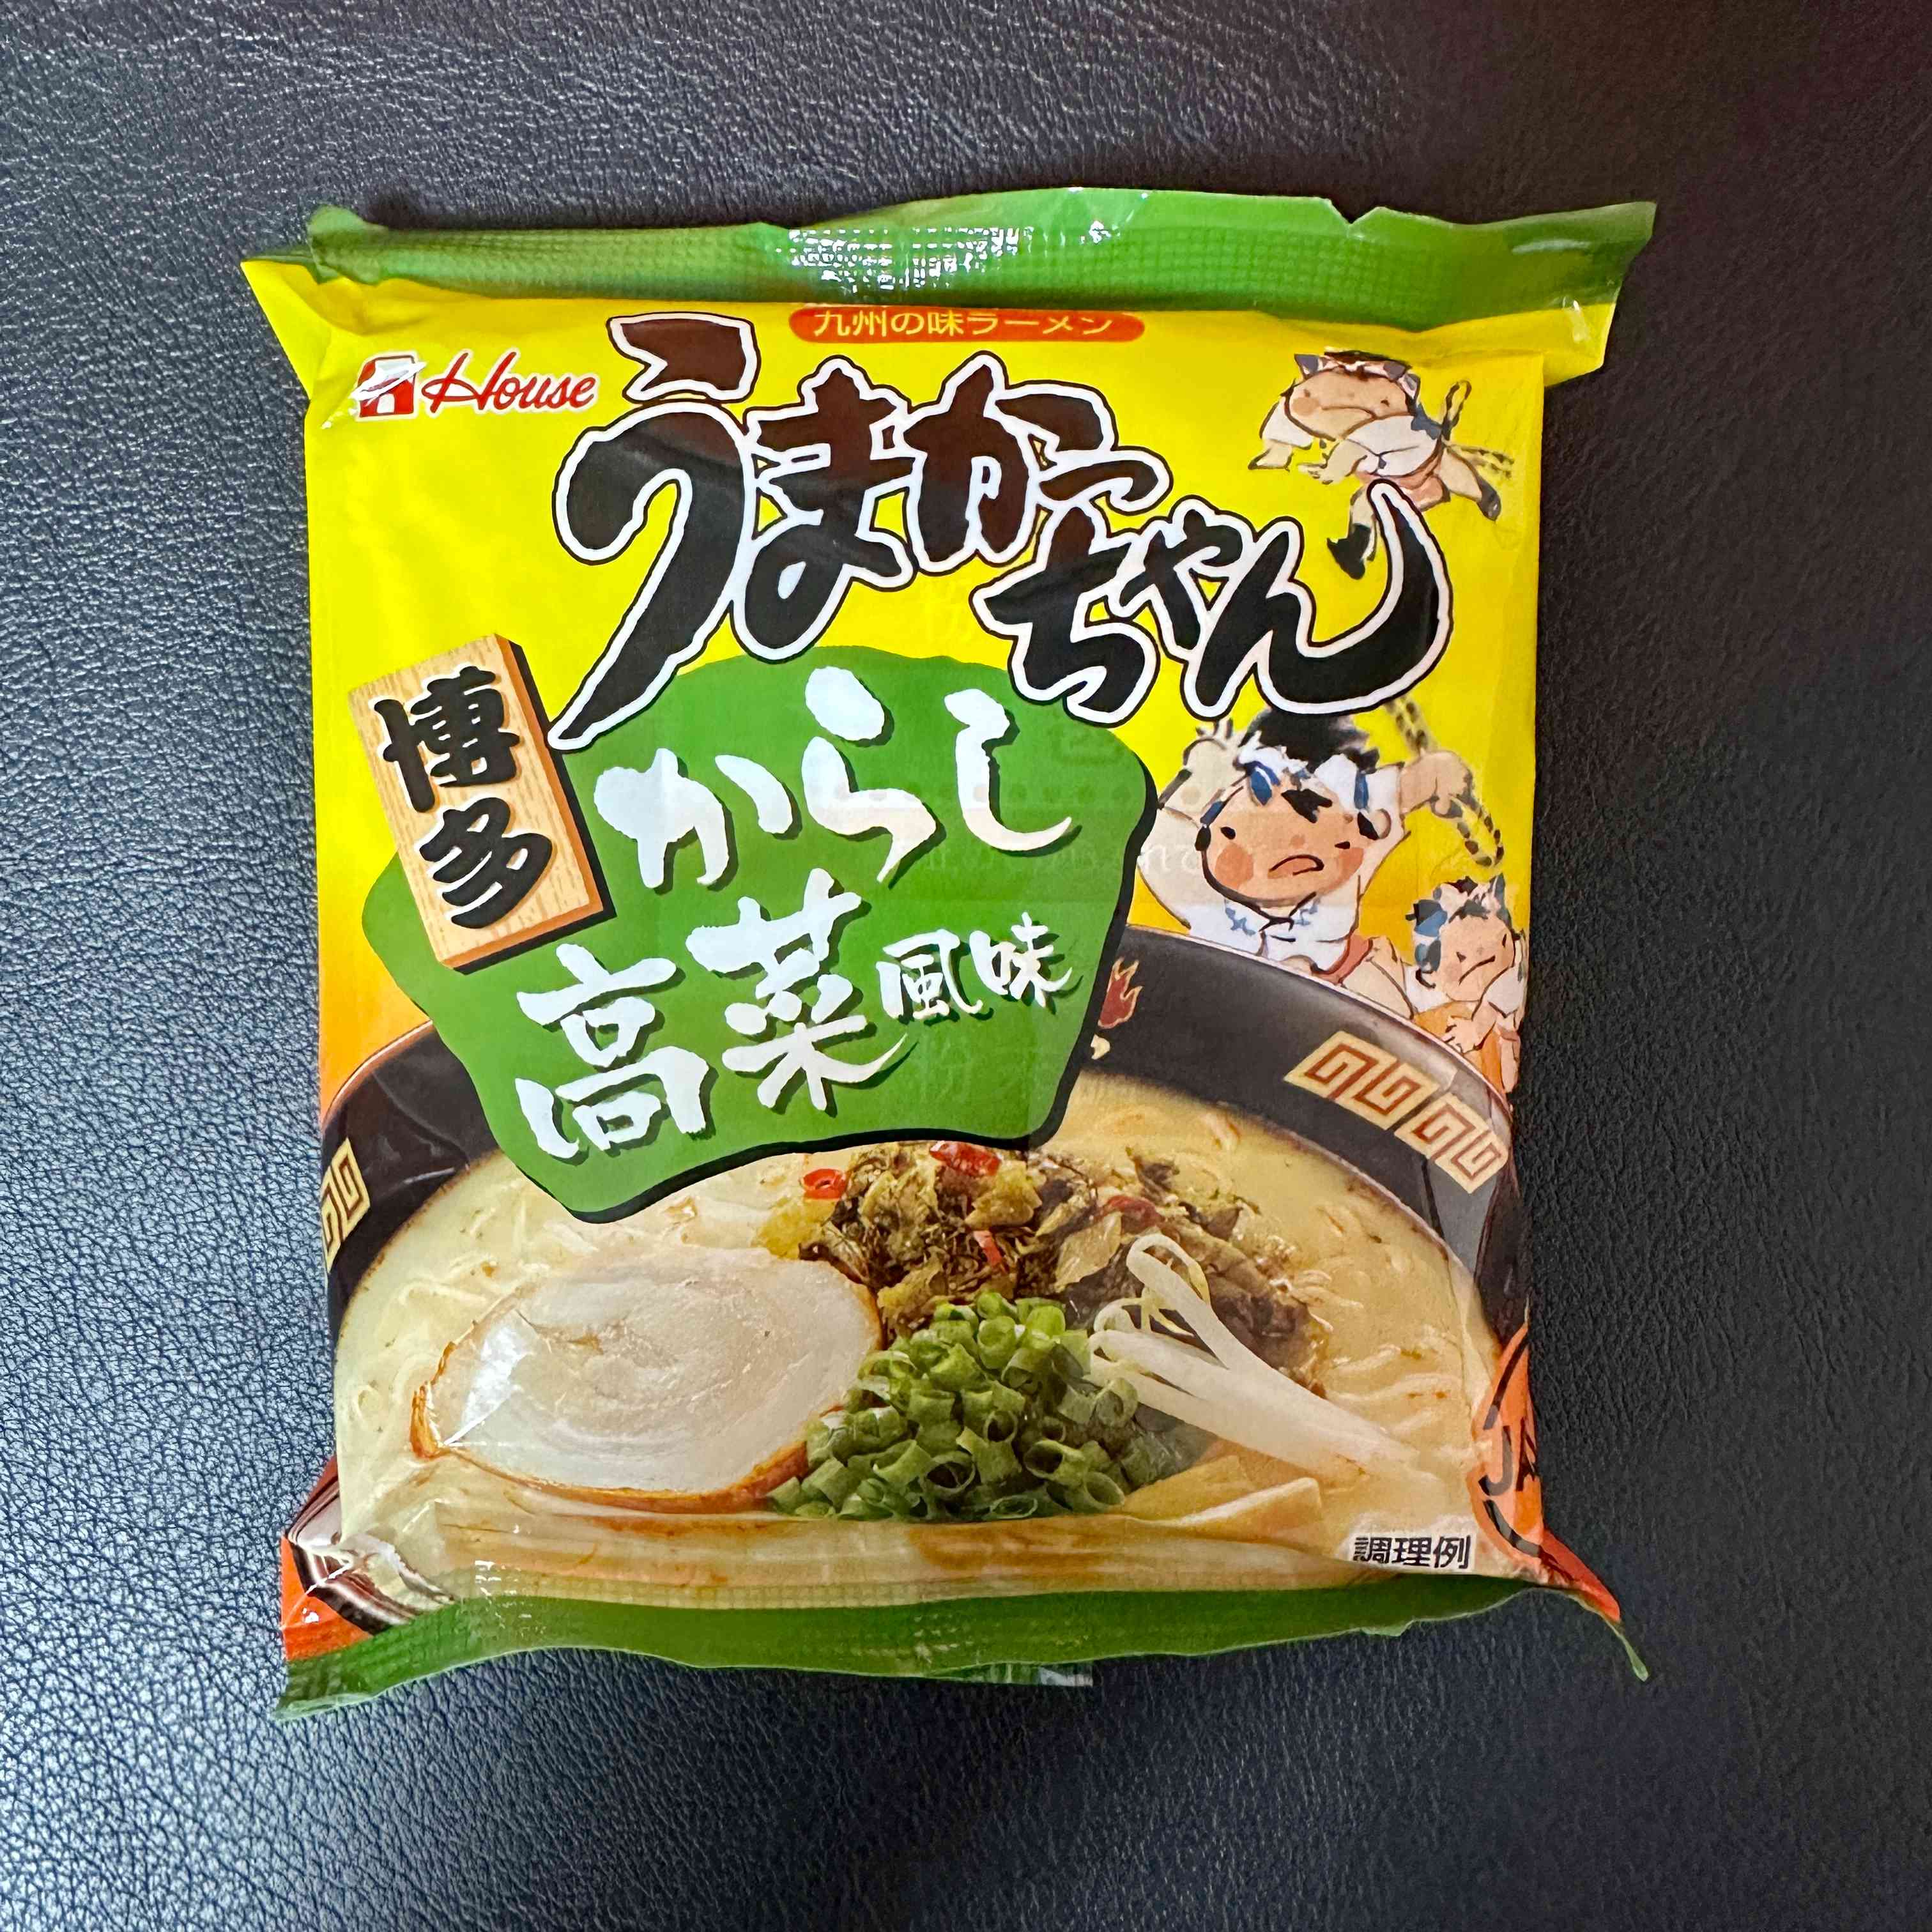 九州の味ラーメン
House
うまかっちゃん
博多
からし
高菜風味
調理例